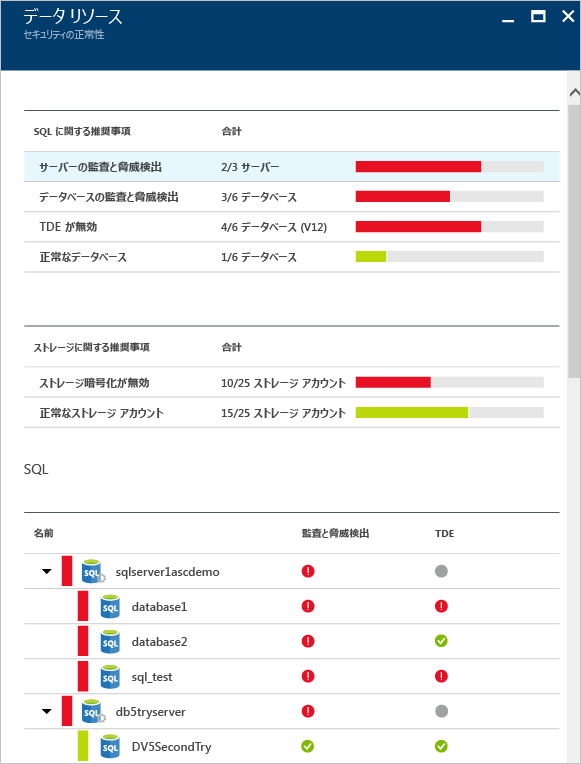 データ リソース
セキュリティの正常性
SQL に関する推奨事項 合計
サーバーの監査と脅威検出 2/3 サーバー
データベースの監査と脅威検出 3/6 データベース
TDE が無効 4/6 データベース (V12)
正常なデータベース 1/6 データベース
ストレージに関する推奨事項 合計
ストレージ暗号化が無効 10/25 ストレージ アカウント
正常なストレージ アカウント 15/25 ストレージ アカウント
SQL
名前 監査と脅威検出 TDE
SQL sqlserver1ascdemo
SQL database1
SQL database2
SQL sql_test
SQL db5tryserver
SQL DV5SecondTry